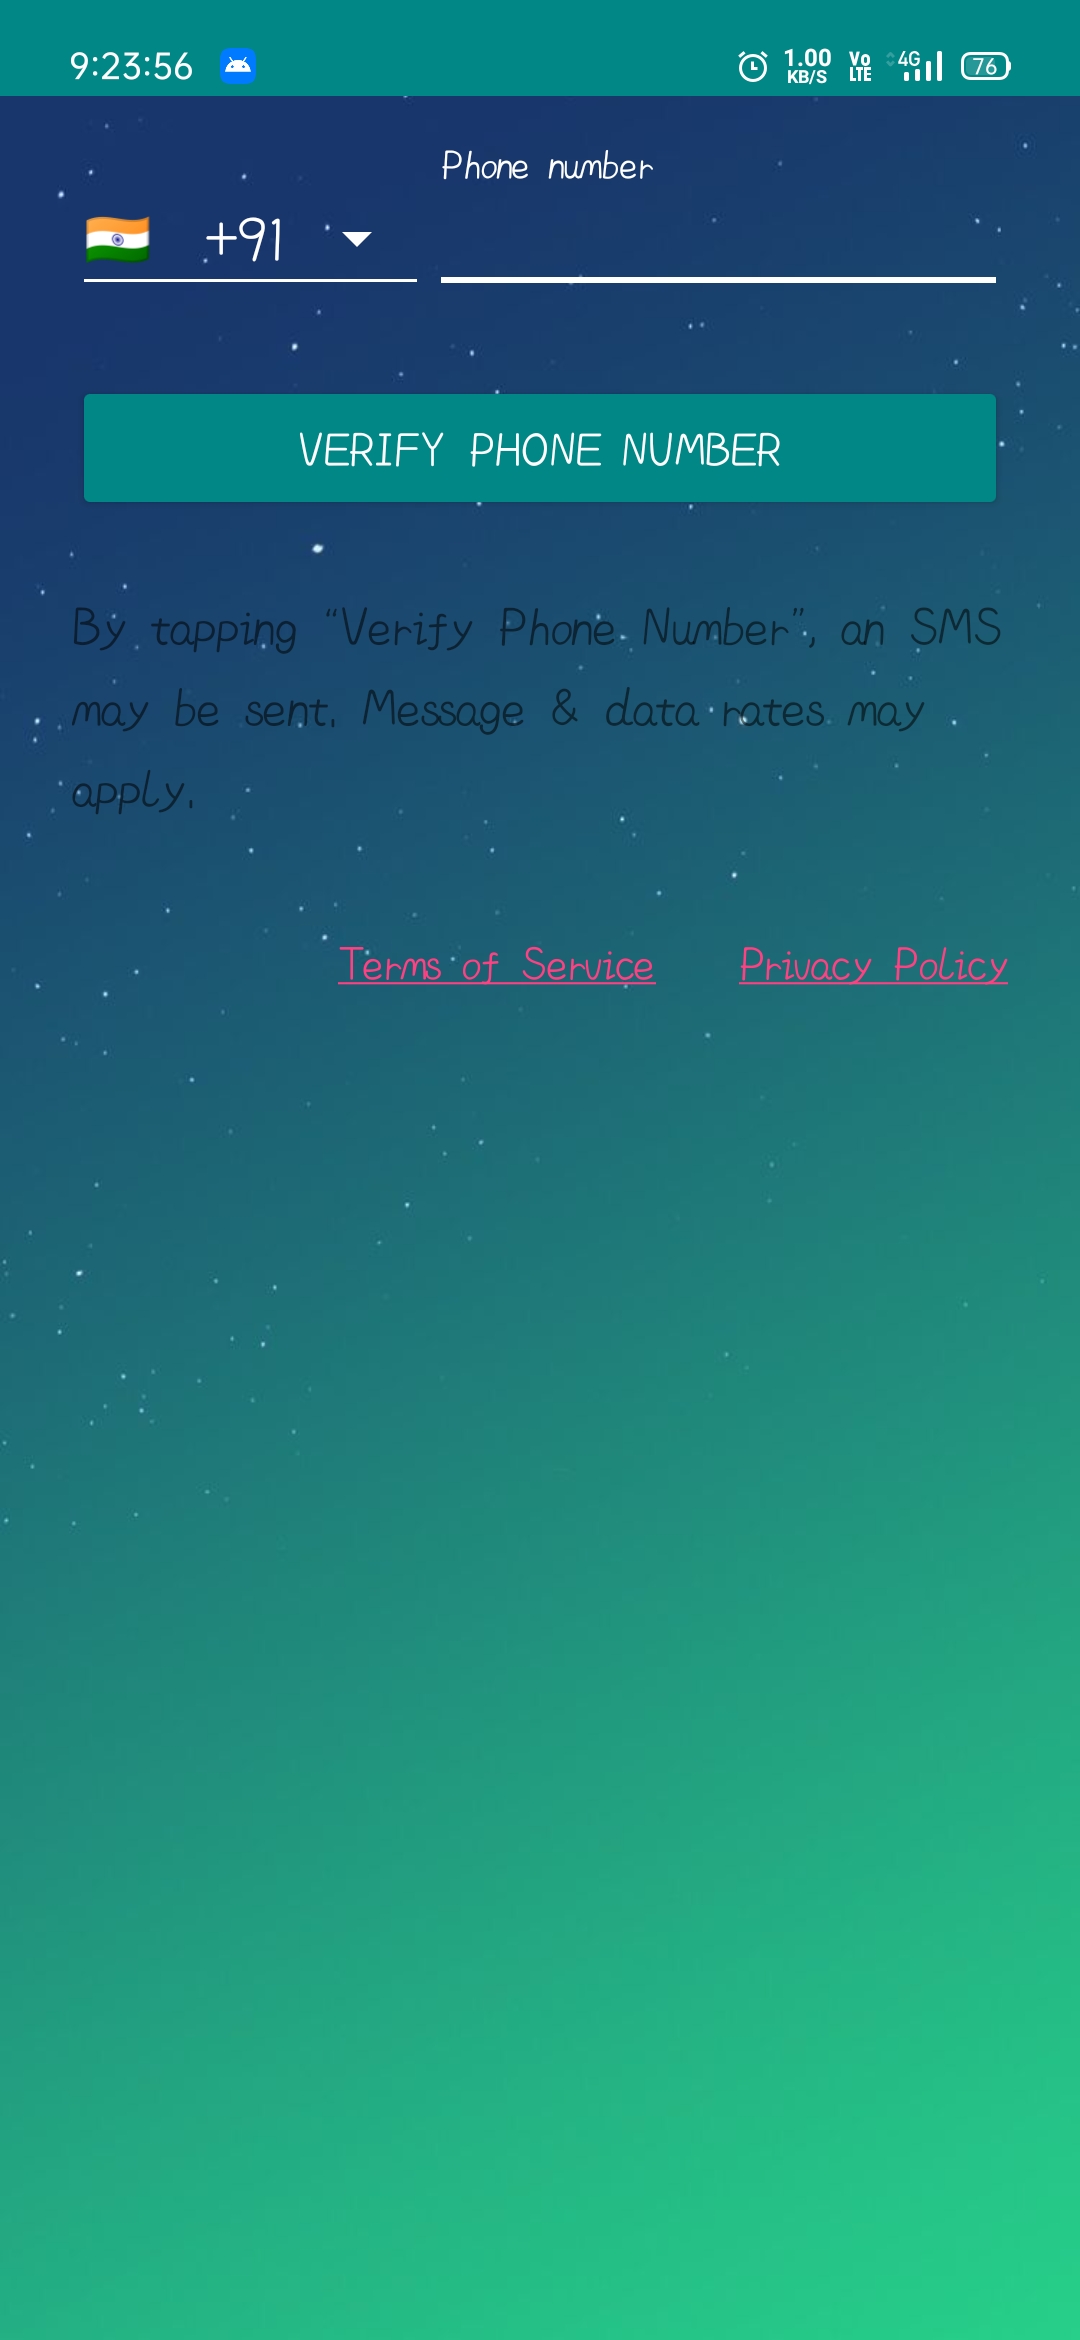 9:23:56 1.00 KB/S Vo LTE 4G 76
Phone number
+91
VERIFY PHONE NUMBER
By tapping “Verify Phone Number”, an SMS
may be sent. Message & data rates may
apply.
Terms of Service Privacy Policy